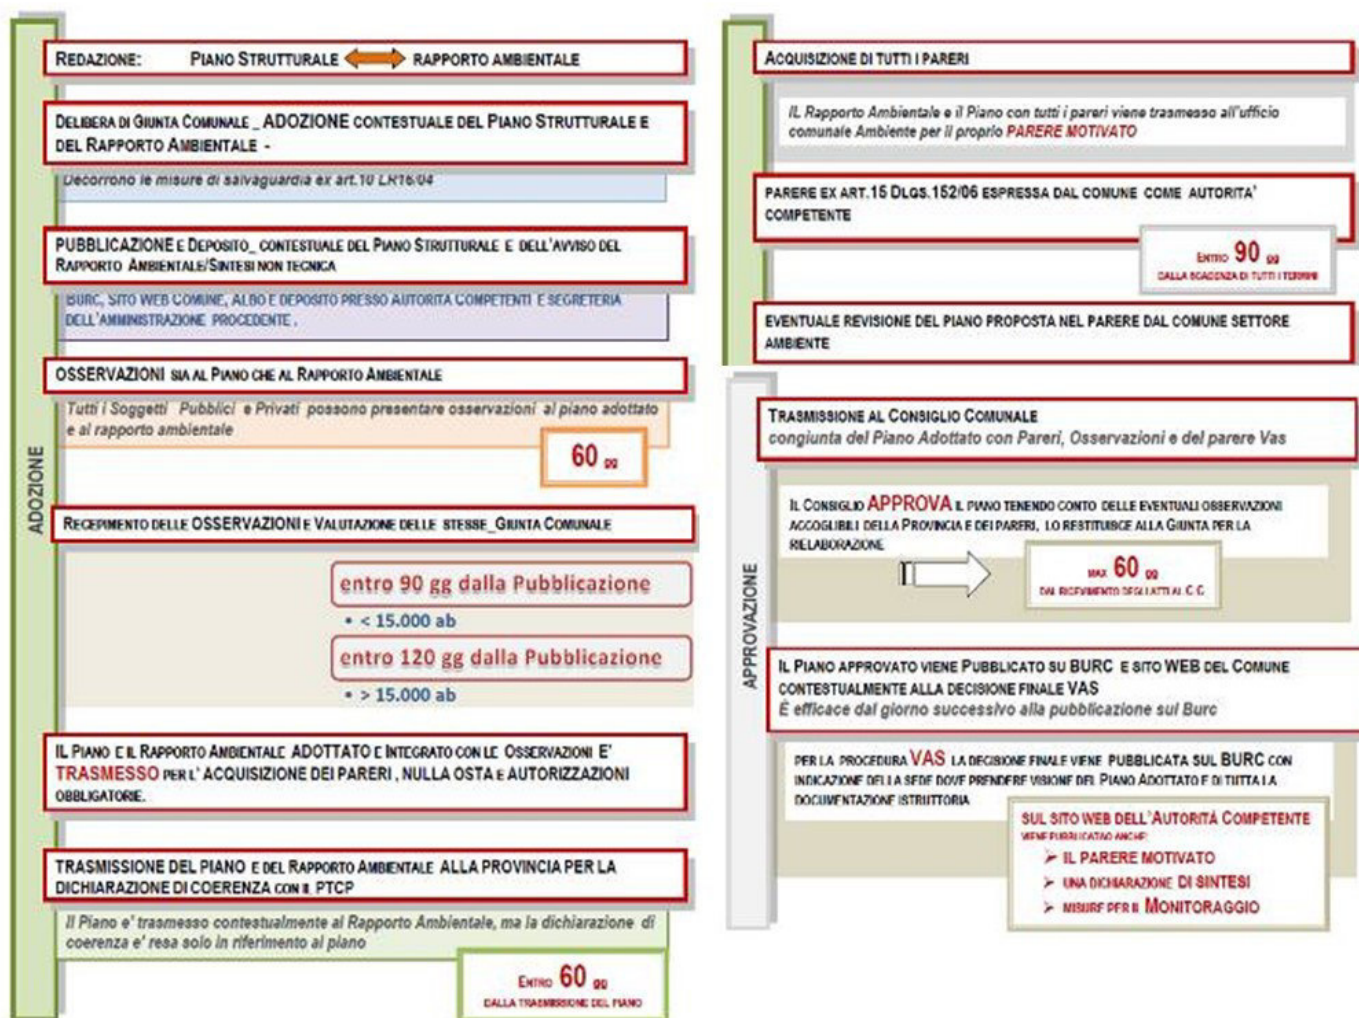 ADOZIONE
REDAZIONE: PIANO STRUTTURALE RAPPORTO AMBIENTALE
DELIBERA DI GIUNTA COMUNALE _ ADOZIONE CONTESTUALE DEL PIANO STRUTTURALE E
DEL RAPPORTO AMBIENTALE -
Decorrono le misure di salvaguardia ex art.10 LR16/04
PUBBLICAZIONE E DEPOSITO_ CONTESTUALE DEL PIANO STRUTTURALE E DELL'AVVISO DEL
RAPPORTO AMBIENTALE/SINTESI NON TECNICA
BURC, SITO WEB COMUNE, ALBO E DEPOSITO PRESSO AUTORITÀ COMPETENTI E SEGRETERIA
DELL'AMMINISTRAZIONE PROCEDENTE .
OSSERVAZIONI SIA AL PIANO CHE AL RAPPORTO AMBIENTALE
Tutti i Soggetti Pubblici e Privati possono presentare osservazioni al piano adottato
e al rapporto ambientale
60 gg
RECEPIMENTO DELLE OSSERVAZIONI E VALUTAZIONE DELLE STESSE_GIUNTA COMUNALE
entro 90 gg dalla Pubblicazione
• < 15.000 ab
entro 120 gg dalla Pubblicazione
• > 15.000 ab
IL PIANO E IL RAPPORTO AMBIENTALE ADOTTATO E INTEGRATO CON LE OSSERVAZIONI E'
TRASMESSO PER L' ACQUISIZIONE DEI PARERI , NULLA OSTA E AUTORIZZAZIONI
OBBLIGATORIE.
TRASMISSIONE DEL PIANO E DEL RAPPORTO AMBIENTALE ALLA PROVINCIA PER LA
DICHIARAZIONE DI COERENZA CON IL PTCP
Il Piano e' trasmesso contestualmente al Rapporto Ambientale, ma la dichiarazione di
coerenza e' resa solo in riferimento al piano
ENTRO 60 gg
DALLA TRASMISSIONE DEL PIANO
ACQUISIZIONE DI TUTTI I PARERI
IL Rapporto Ambientale e il Piano con tutti i pareri viene trasmesso all'ufficio
comunale Ambiente per il proprio PARERE MOTIVATO
PARERE EX ART.15 DLGS.152/06 ESPRESSA DAL COMUNE COME AUTORITA'
COMPETENTE
ENTRO 90 gg
DALLA SCADENZA DI TUTTI I TERMINI
EVENTUALE REVISIONE DEL PIANO PROPOSTA NEL PARERE DAL COMUNE SETTORE
AMBIENTE
APPROVAZIONE
TRASMISSIONE AL CONSIGLIO COMUNALE
congiunta del Piano Adottato con Pareri, Osservazioni e del parere Vas
IL CONSIGLIO APPROVA IL PIANO TENENDO CONTO DELLE EVENTUALI OSSERVAZIONI
ACCOGLIBILI DELLA PROVINCIA E DEI PARERI, LO RESTITUISCE ALLA GIUNTA PER LA
RIELABORAZIONE
MAX 60 gg
DAL RICEVIMENTO DEGLI ATTI AL C C
IL PIANO APPROVATO VIENE PUBBLICATO SU BURC E SITO WEB DEL COMUNE
CONTESTUALMENTE ALLA DECISIONE FINALE VAS
È efficace dal giorno successivo alla pubblicazione sul Burc
PER LA PROCEDURA VAS LA DECISIONE FINALE VIENE PUBBLICATA SUL BURC CON
INDICAZIONE DELLA SEDE DOVE PRENDERE VISIONE DEL PIANO ADOTTATO E DI TUTTA LA
DOCUMENTAZIONE ISTRUTTORIA
SUL SITO WEB DELL'AUTORITÀ COMPETENTE
VIENE PUBBLICATAO ANCHE:
➢ IL PARERE MOTIVATO
➢ UNA DICHIARAZIONE DI SINTESI
➢ MISURE PER IL MONITORAGGIO